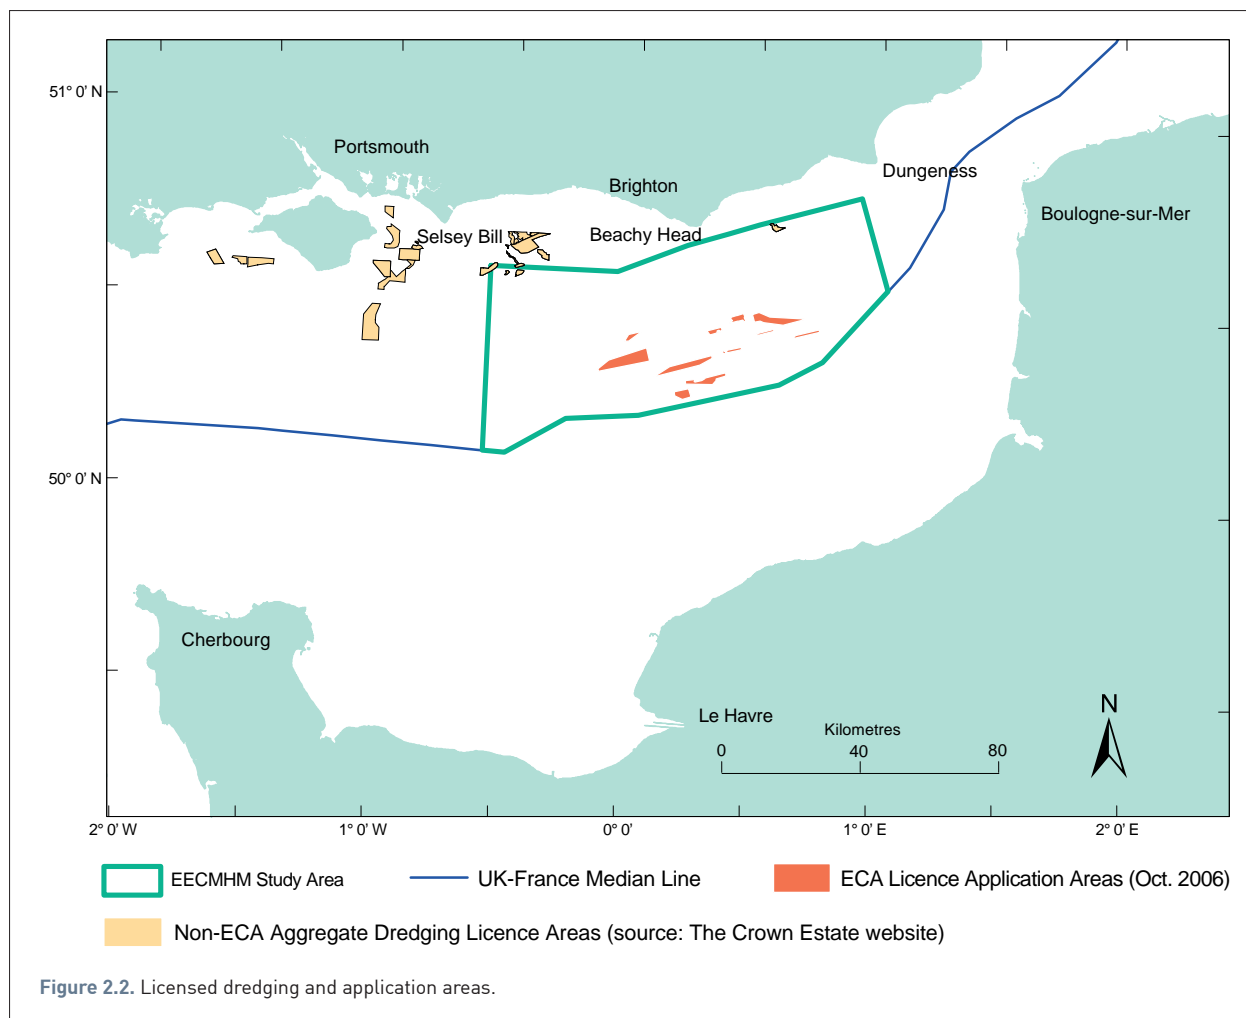 51° 0' N
Portsmouth
Dungeness
Brighton
Boulogne-sur-Mer
Selsey Bill
Beachy Head
50° 0' N
Cherbourg
N
Le Havre
Kilometres
0 40 80
2° 0' W 1° 0' W 0° 0' 1° 0' E 2° 0' E
EECMHM Study Area UK-France Median Line ECA Licence Application Areas (Oct. 2006)
Non-ECA Aggregate Dredging Licence Areas (source: The Crown Estate website)
Figure 2.2. Licensed dredging and application areas.